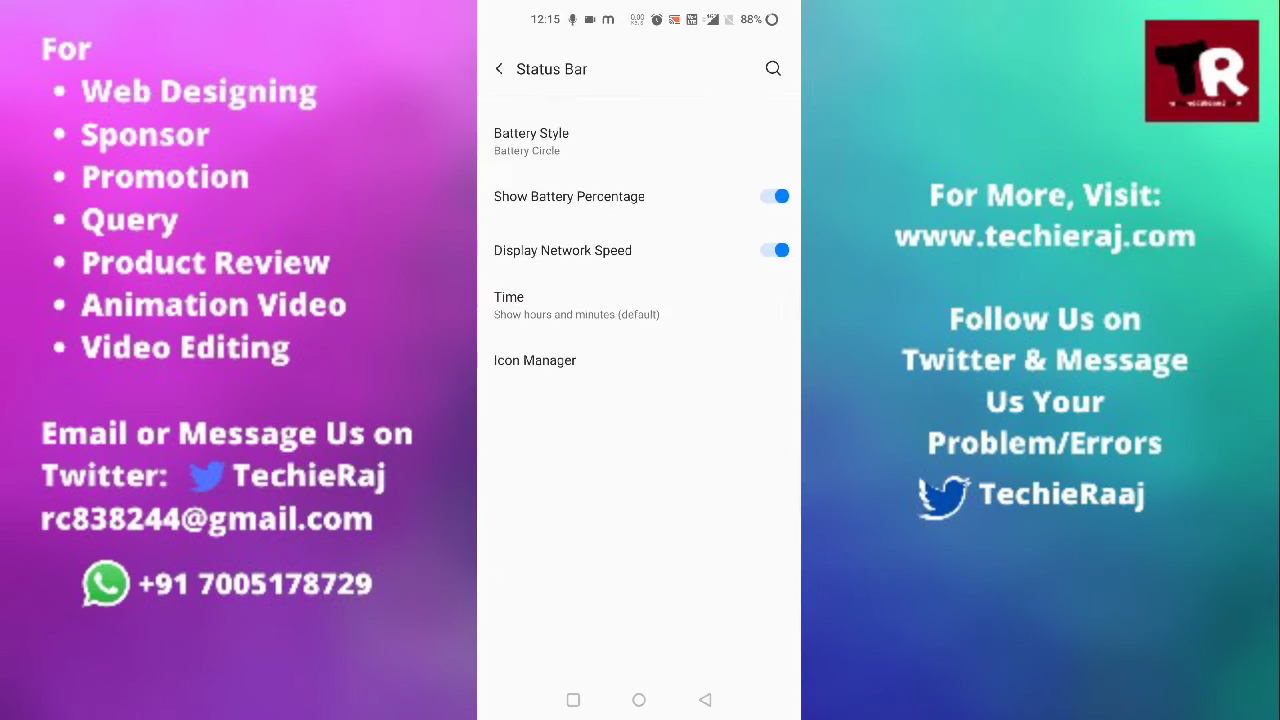 For
• Web Designing
• Sponsor
• Promotion
• Query
• Product Review
• Animation Video
• Video Editing
Email or Message Us on
Twitter: TechieRaj
rc838244@gmail.com
+91 7005178729
12:15
0.00
88%
Status Bar
Battery Style
Battery Circle
Show Battery Percentage
Display Network Speed
Time
Show hours and minutes (default)
Icon Manager
TR
For More, Visit:
www.techieraj.com
Follow Us on
Twitter & Message
Us Your
Problem/Errors
TechieRaaj